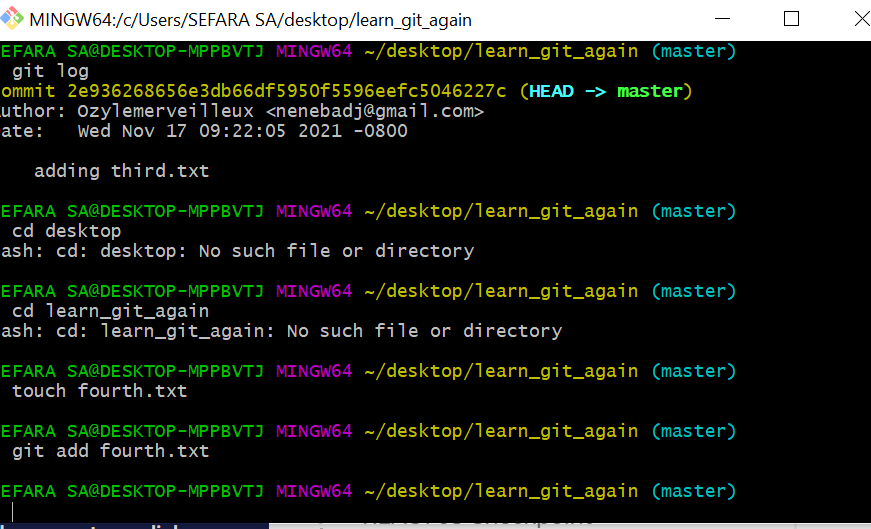 MINGW64:/c/Users/SEFARA SA/desktop/learn_git_again
EFARA SA@DESKTOP-MPPBVTJ MINGW64 ~/desktop/learn_git_again (master)
git log
ommit 2e936268656e3db66df5950f5596eefc5046227c (HEAD -> master)
uthor: Ozylemerveilleux <nenebadj@gmail.com>
ate:   Wed Nov 17 09:22:05 2021 -0800
adding third.txt
EFARA SA@DESKTOP-MPPBVTJ MINGW64 ~/desktop/learn_git_again (master)
cd desktop
ash: cd: desktop: No such file or directory
EFARA SA@DESKTOP-MPPBVTJ MINGW64 ~/desktop/learn_git_again (master)
cd learn_git_again
ash: cd: learn_git_again: No such file or directory
EFARA SA@DESKTOP-MPPBVTJ MINGW64 ~/desktop/learn_git_again (master)
touch fourth.txt
EFARA SA@DESKTOP-MPPBVTJ MINGW64 ~/desktop/learn_git_again (master)
git add fourth.txt
EFARA SA@DESKTOP-MPPBVTJ MINGW64 ~/desktop/learn_git_again (master)